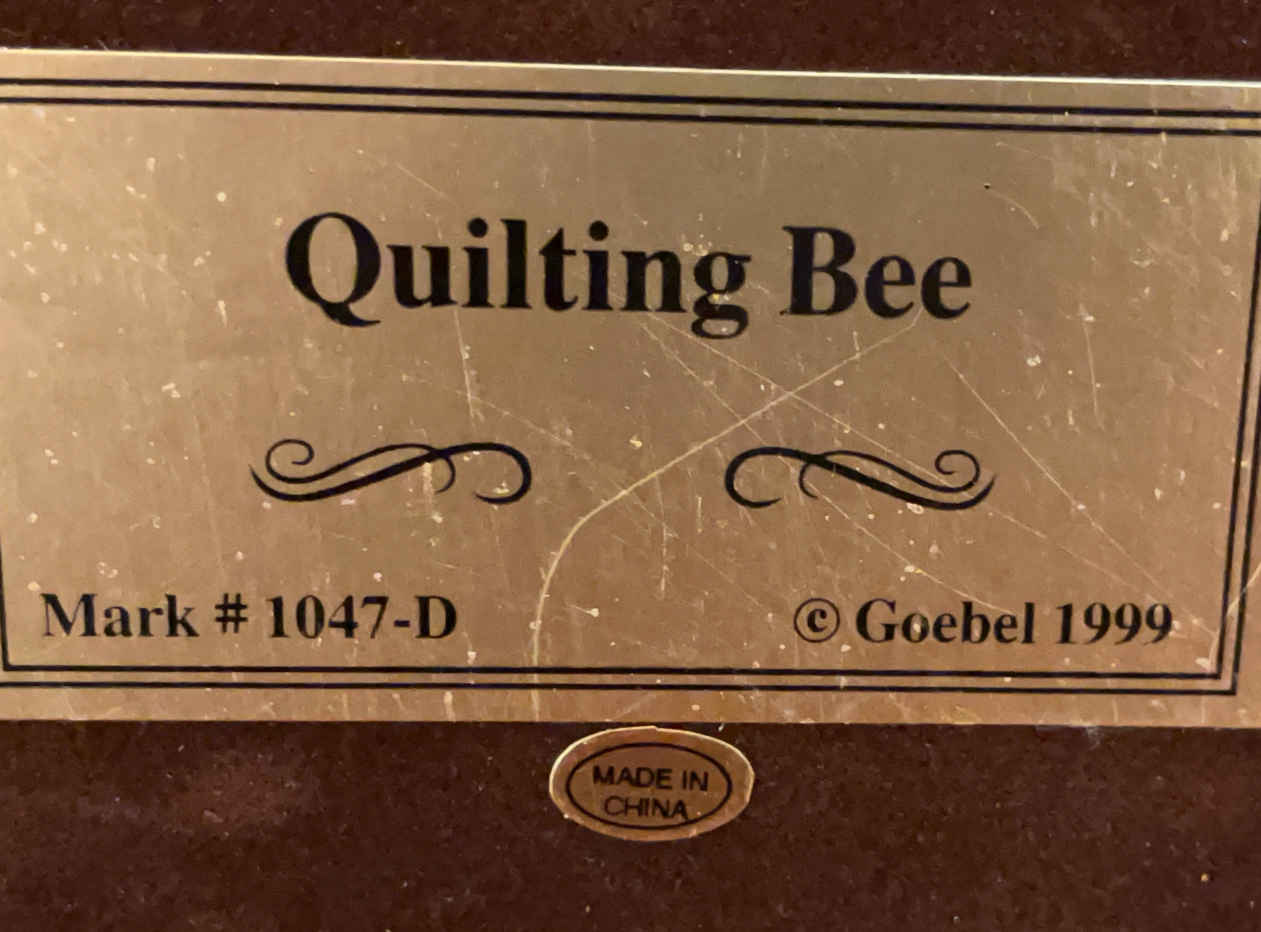 Quilting Bee
Mark # 1047-D
© Goebel 1999
MADE IN
CHINA